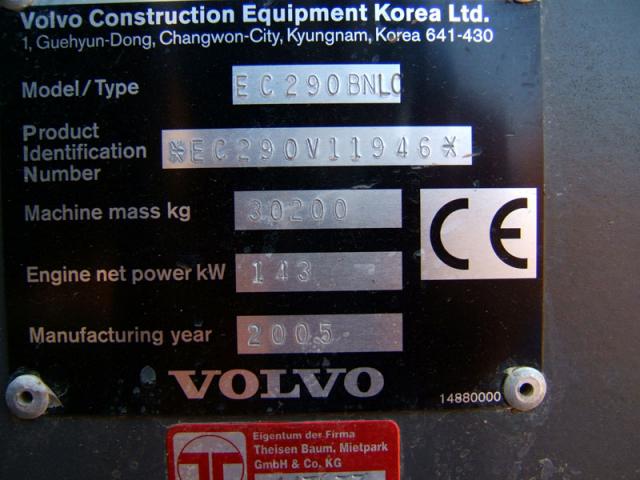 Volvo Construction Equipment Korea Ltd.
1, Guehyun-Dong, Changwon-City, Kyungnam, Korea 641-430
Model/Type EC290BNLC
Product
Identification *EC290V11946*
Number
Machine mass kg 30200
CE
Engine net power kW 143
Manufacturing year 2005
VOLVO
14880000
Eigentum der Firma
Theisen Baum. Mietpark
GmbH & Co. KG